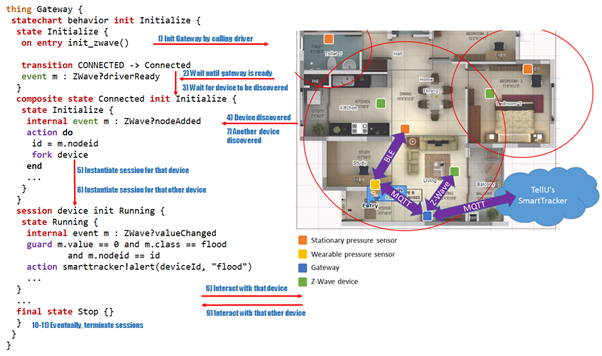 thing Gateway {
statechart behavior init Initialize {
state Initialize {
on entry init_zwave()
1) Init Gateway by calling driver
transition CONNECTED -> Connected
event m : ZWave?driverReady
2) Wait until gateway is ready
}
3) Wait for device to be discovered
composite state Connected init Initialize {
state Initialize {
internal event m : ZWave?nodeAdded
4) Device discovered
action do
7) Another device
discovered
id = m.nodeid
fork device
end
5) Instantiate session for that device
...
}
8) Instantiate session for that other device
}
session device init Running {
state Running {
internal event m : ZWave?valueChanged
guard m.value == 0 and m.class == flood
and m.nodeid == id
action smarttracker!alert(deviceId, "flood")
...
}
6) Interact with that device
...
final state Stop {}
9) Interact with that other device
}
10-11) Eventually, terminate sessions
}
}
Hall
Kitchen
KITCHEN
Home
Living
Entry
BLE
MQTT
Z-Wave
MQTT
TellU's
SmartTracker
Stationary pressure sensor
Wearable pressure sensor
Gateway
Z-Wave device